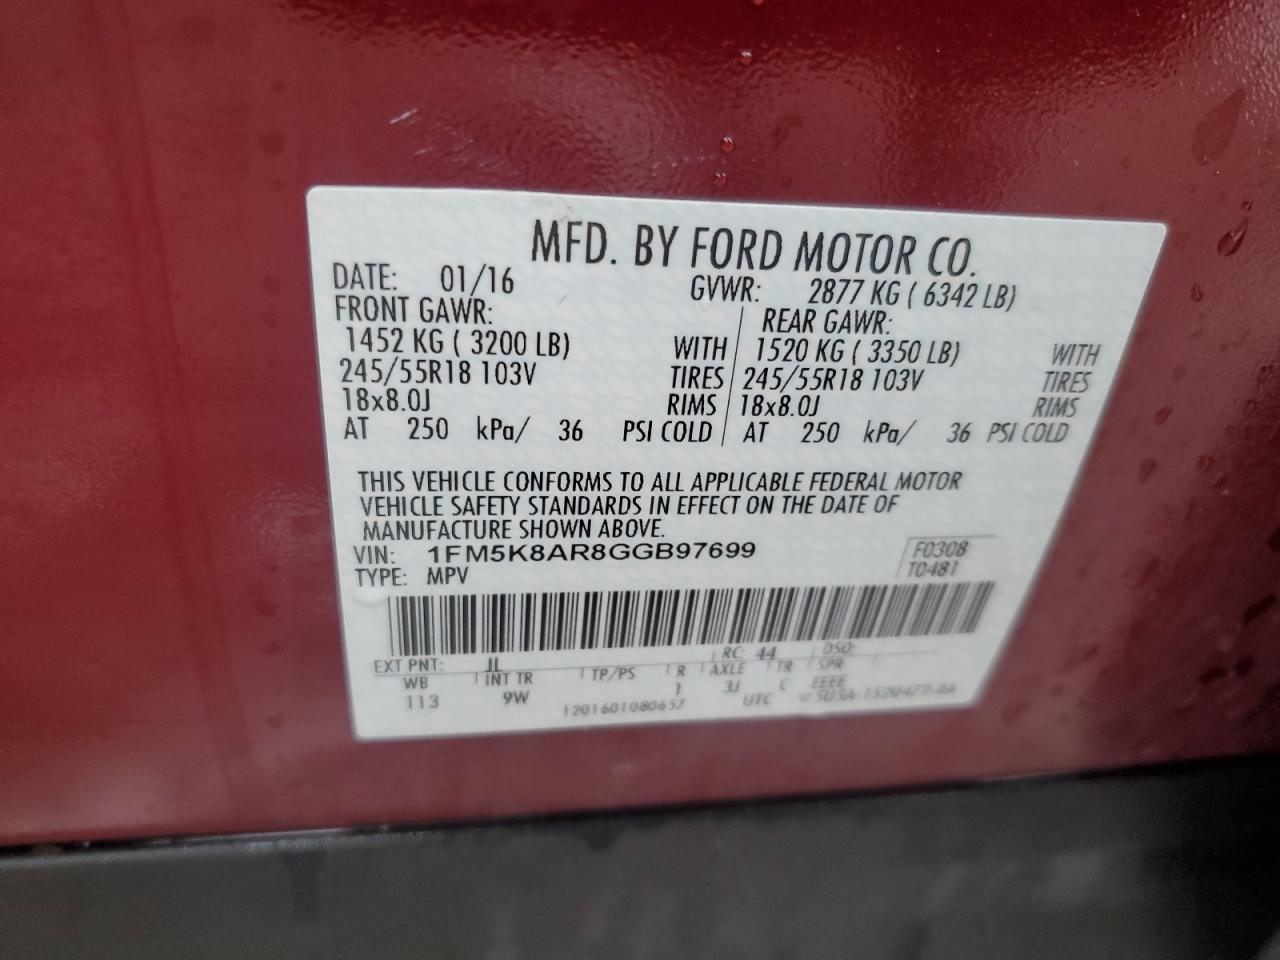 MFD. BY FORD MOTOR CO.
DATE: 01/16 GVWR: 2877 KG ( 6342 LB)
FRONT GAWR: REAR GAWR:
1452 KG ( 3200 LB) WITH 1520 KG ( 3350 LB) WITH
245/55R18 103V TIRES 245/55R18 103V TIRES
18x8.0J RIMS 18x8.0J RIMS
AT 250 kPa/ 36 PSI COLD AT 250 kPa/ 36 PSI COLD
THIS VEHICLE CONFORMS TO ALL APPLICABLE FEDERAL MOTOR
VEHICLE SAFETY STANDARDS IN EFFECT ON THE DATE OF
MANUFACTURE SHOWN ABOVE.
VIN: 1FM5K8AR8GGB97699 F0308
TYPE: MPV T0481
EXT PNT: JL RC: 44 DSO:
WB INT TR TP/PS R AXLE TR SPR
113 9W 1 3J C EEEE
1201601080657 UTC